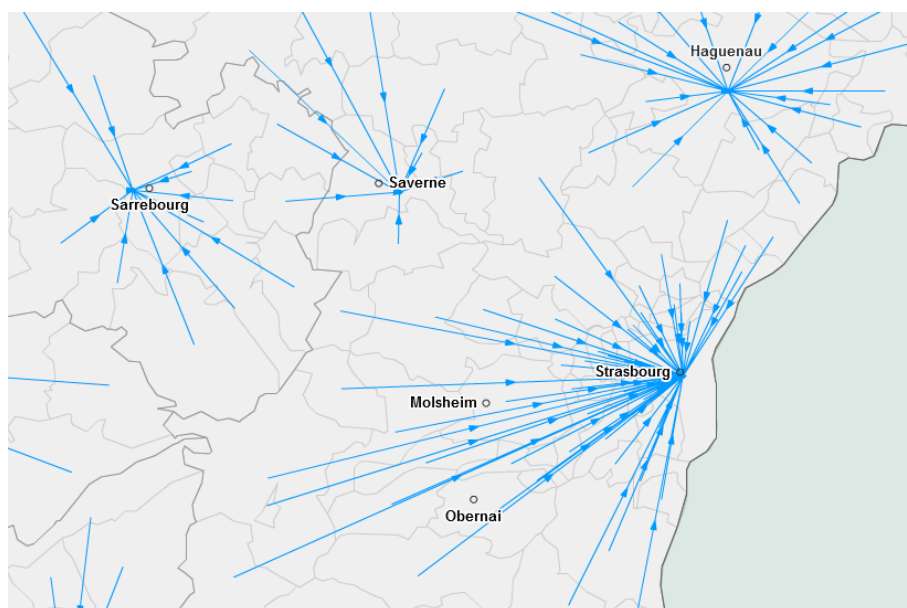 Haguenau
Saverne
Sarrebourg
Strasbourg
Molsheim
Obernai